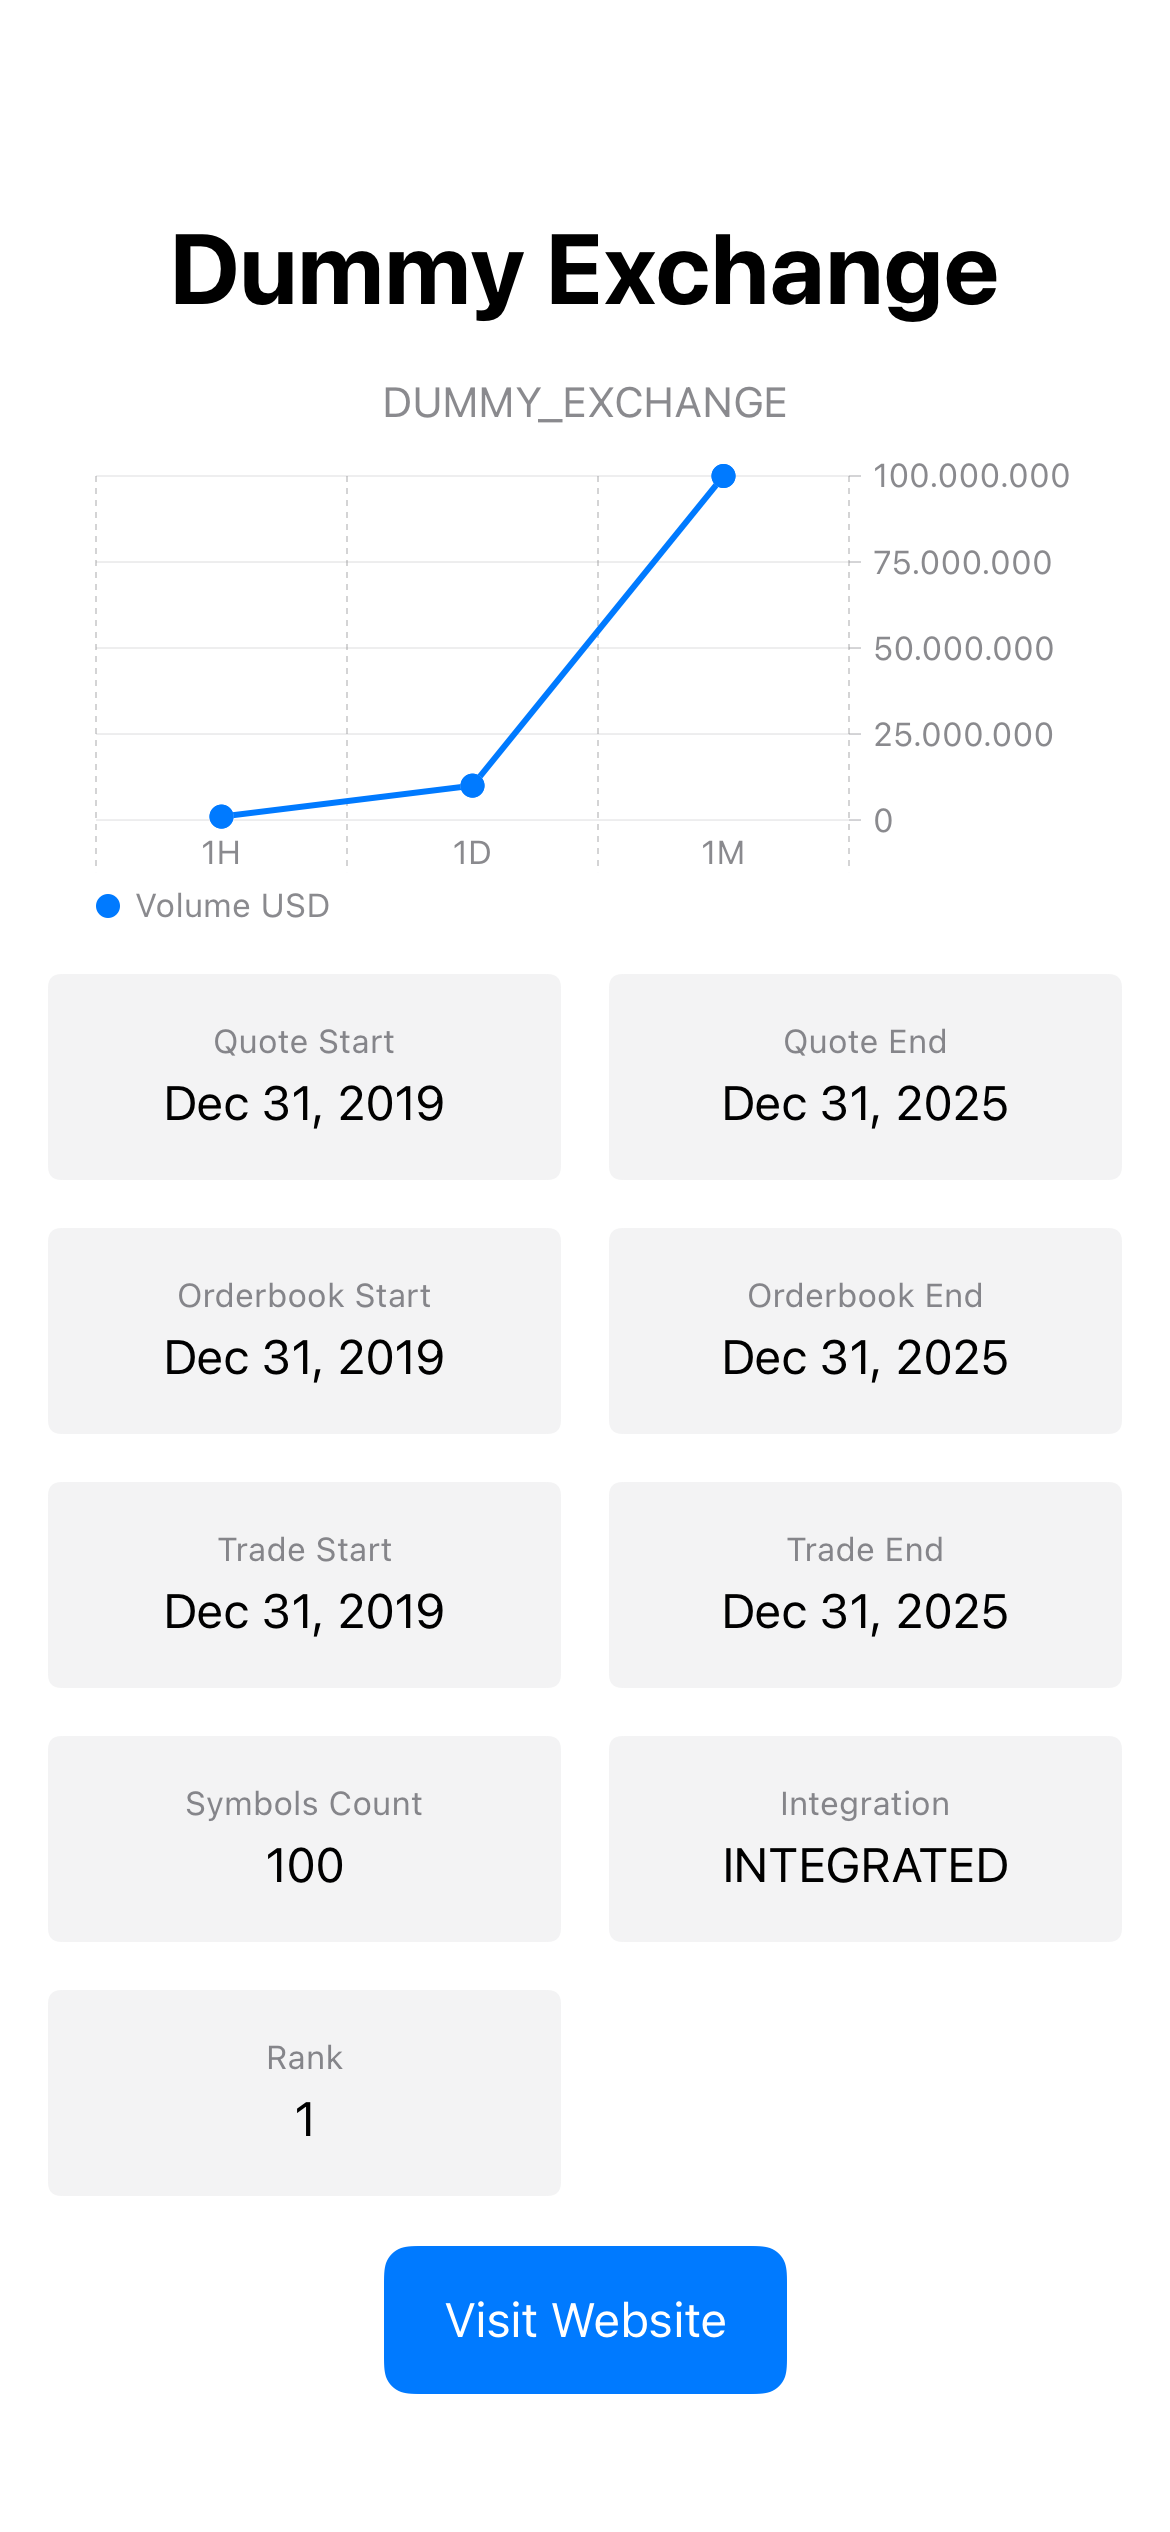 Dummy Exchange
DUMMY_EXCHANGE
100.000.000
75.000.000
50.000.000
25.000.000
0
1H 1D 1M
Volume USD
Quote Start
Dec 31, 2019
Quote End
Dec 31, 2025
Orderbook Start
Dec 31, 2019
Orderbook End
Dec 31, 2025
Trade Start
Dec 31, 2019
Trade End
Dec 31, 2025
Symbols Count
100
Integration
INTEGRATED
Rank
1
Visit Website